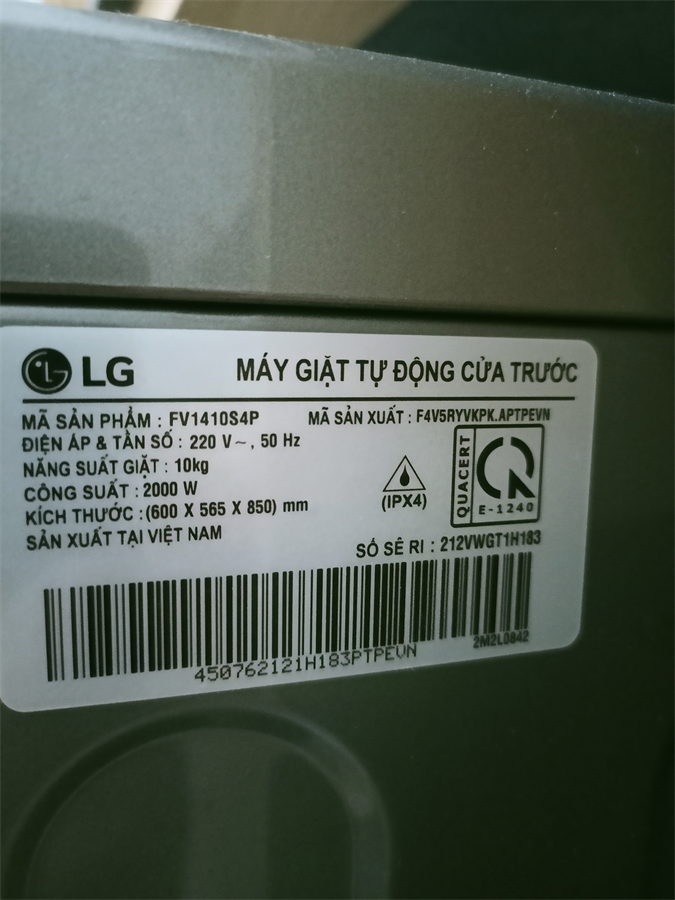 LG MÁY GIẶT TỰ ĐỘNG CỬA TRƯỚC
MÃ SẢN PHẨM : FV1410S4P MÃ SẢN XUẤT : F4V5RYVKPK.APTPEVN
ĐIỆN ÁP & TẦN SỐ : 220 V~, 50 Hz
NĂNG SUẤT GIẶT : 10kg
CÔNG SUẤT : 2000 W
KÍCH THƯỚC : (600 X 565 X 850) mm
SẢN XUẤT TẠI VIỆT NAM
(IPX4)
QUACERT
E-1240
SỐ SÊ RI : 212VWGT1H183
450762121H183PTPEVN
2M2L0842